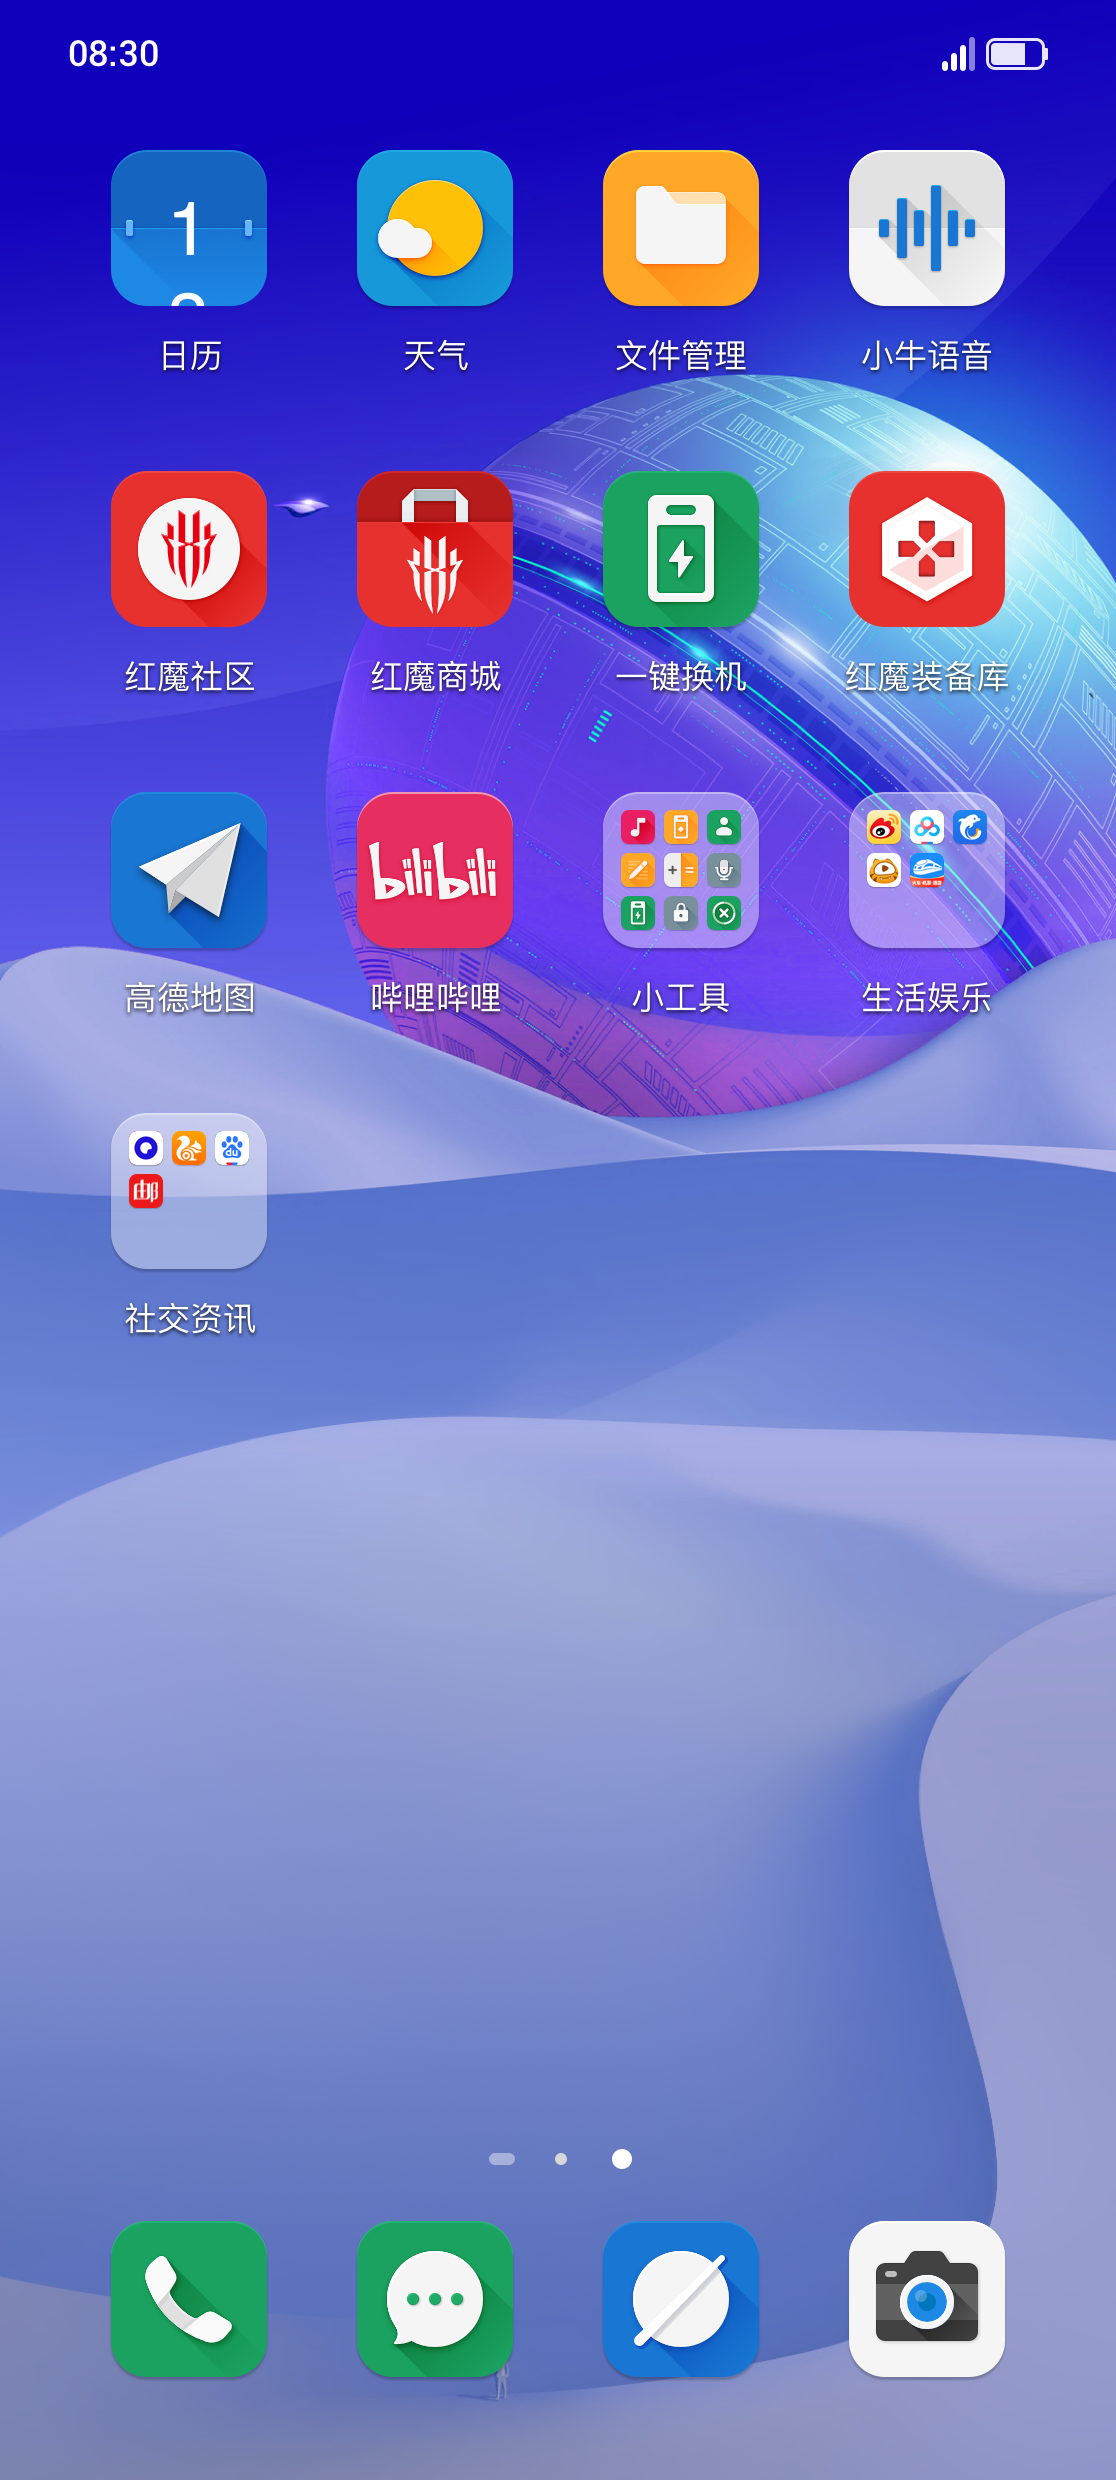 08:30
1
日历
天气
文件管理
小牛语音
红魔社区
红魔商城
一键换机
红魔装备库
bilibili
高德地图
哔哩哔哩
小工具
生活娱乐
du
邮
社交资讯